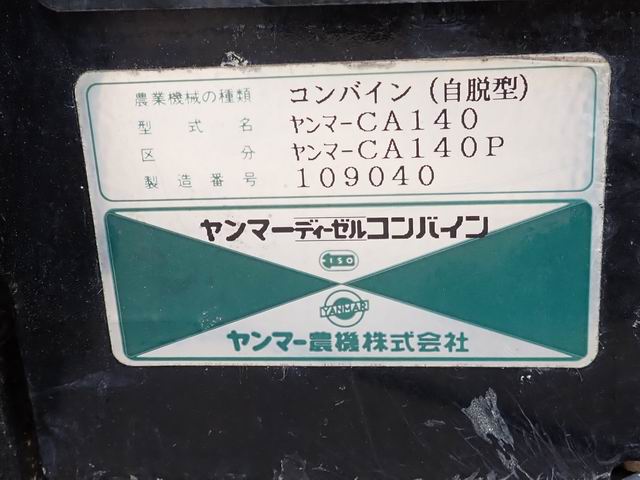 農業機械の種類 コンバイン(自脱型)
型式名 ヤンマーCA140
区分 ヤンマーCA140P
製造番号 109040
ヤンマーディーゼルコンバイン
ISO
YANMAR
ヤンマー農機株式会社